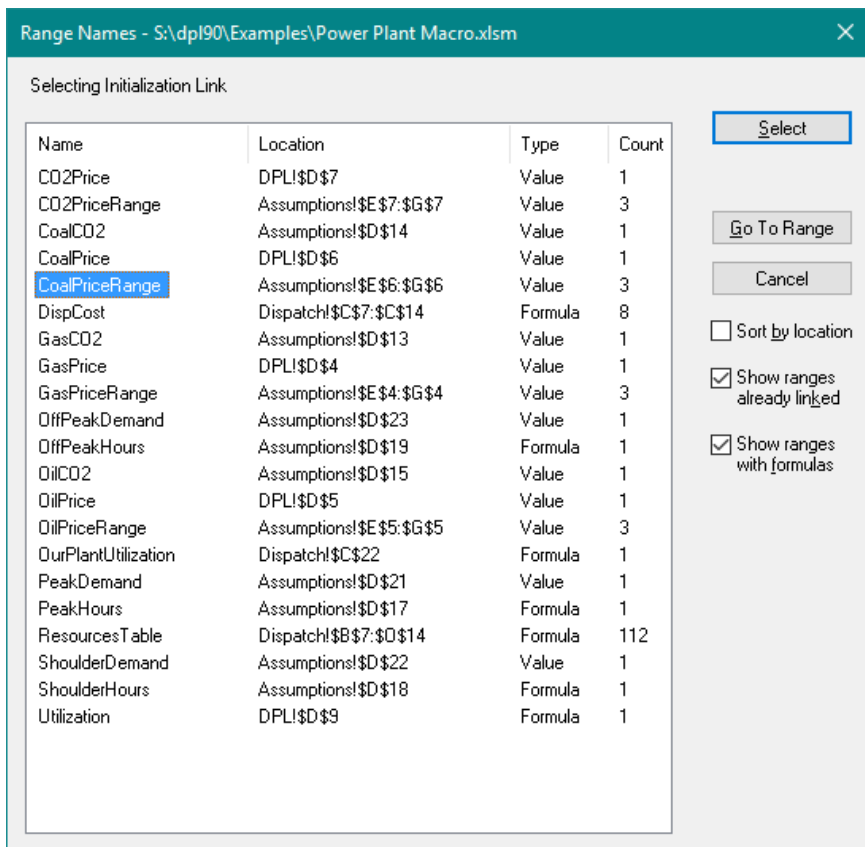 Range Names - S:\dpl90\Examples\Power Plant Macro.xlsm
Selecting Initialization Link
Name Location Type Count
CO2Price DPL!$D$7 Value 1
CO2PriceRange Assumptions!$E$7:$G$7 Value 3
CoalCO2 Assumptions!$D$14 Value 1
CoalPrice DPL!$D$6 Value 1
CoalPriceRange Assumptions!$E$6:$G$6 Value 3
DispCost Dispatch!$C$7:$C$14 Formula 8
GasCO2 Assumptions!$D$13 Value 1
GasPrice DPL!$D$4 Value 1
GasPriceRange Assumptions!$E$4:$G$4 Value 3
OffPeakDemand Assumptions!$D$23 Value 1
OffPeakHours Assumptions!$D$19 Formula 1
OilCO2 Assumptions!$D$15 Value 1
OilPrice DPL!$D$5 Value 1
OilPriceRange Assumptions!$E$5:$G$5 Value 3
OurPlantUtilization Dispatch!$C$22 Formula 1
PeakDemand Assumptions!$D$21 Value 1
PeakHours Assumptions!$D$17 Formula 1
ResourcesTable Dispatch!$B$7:$O$14 Formula 112
ShoulderDemand Assumptions!$D$22 Value 1
ShoulderHours Assumptions!$D$18 Formula 1
Utilization DPL!$D$9 Formula 1
Select
Go To Range
Cancel
Sort by location
Show ranges
already linked
Show ranges
with formulas